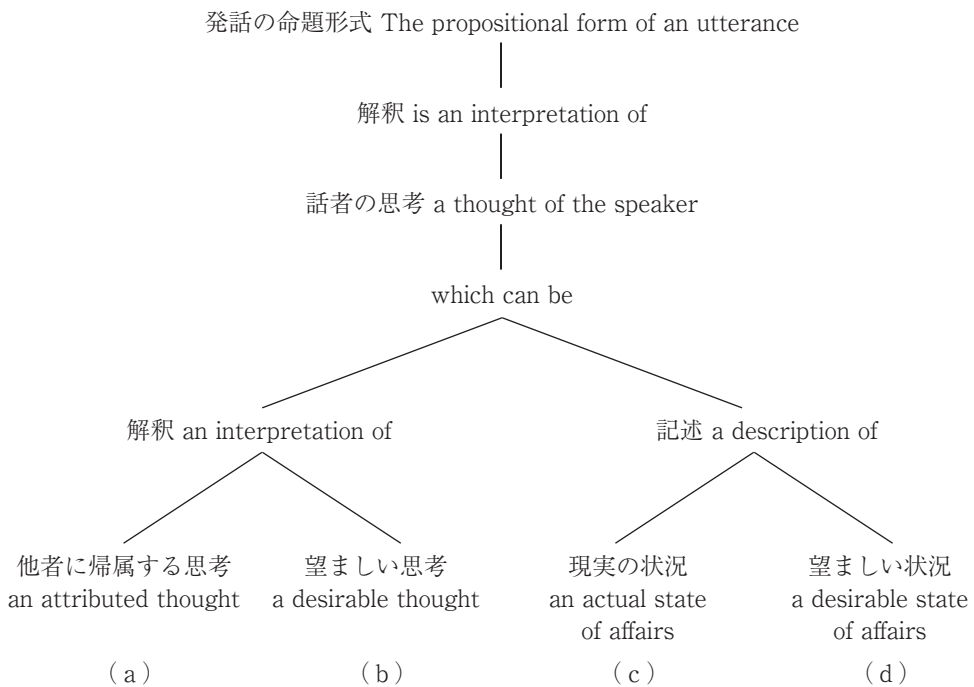 発話の命題形式 The propositional form of an utterance
解釈 is an interpretation of
話者の思考 a thought of the speaker
which can be
解釈 an interpretation of
記述 a description of
他者に帰属する思考
an attributed thought
望ましい思考
a desirable thought
現実の状況
an actual state
of affairs
望ましい状況
a desirable state
of affairs
（a）
（b）
（c）
（d）